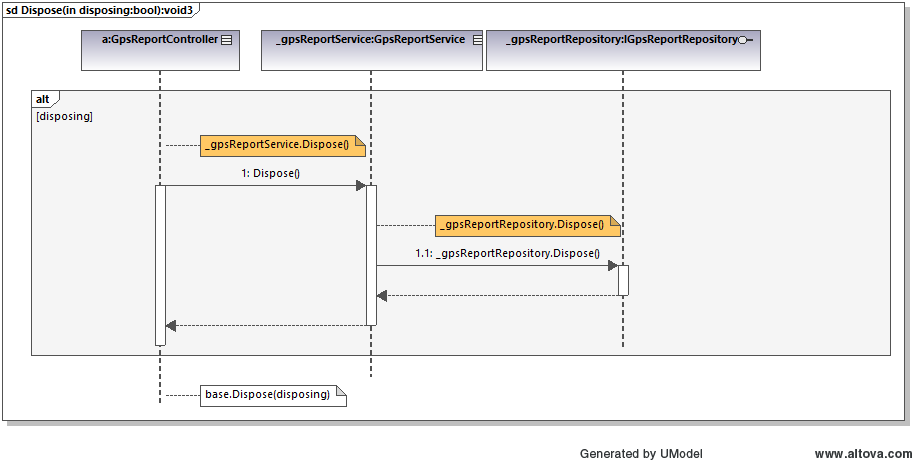 sd Dispose(in disposing:bool):void3
a:GpsReportController
_gpsReportService:GpsReportService
_gpsReportRepository:IGpsReportRepository
alt
[disposing]
_gpsReportService.Dispose()
1: Dispose()
_gpsReportRepository.Dispose()
1.1: _gpsReportRepository.Dispose()
base.Dispose(disposing)
Generated by UModel
www.altova.com